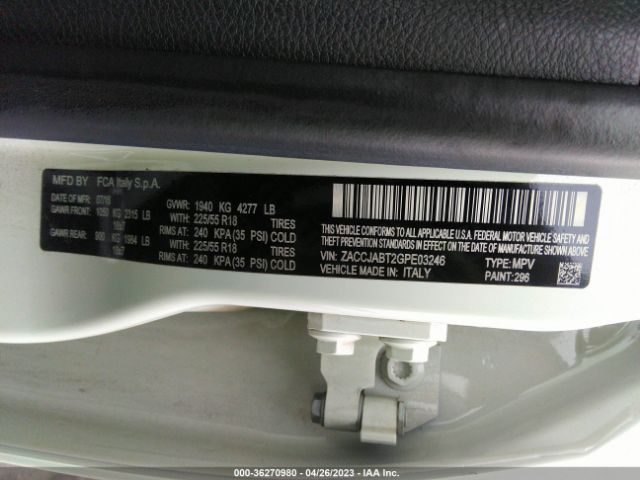 MFD BY FCA Italy S.p.A.
DATE OF MFR: 07/16 GVWR: 1940 KG 4277 LB
GAWR FRONT: 1050 KG 2315 LB WITH: 225/55 R18 TIRES
RIMS AT: 240 KPA (35 PSI) COLD
GAWR REAR: 900 KG 1984 LB WITH: 225/55 R18 TIRES
RIMS AT: 240 KPA (35 PSI) COLD
THIS VEHICLE CONFORMS TO ALL APPLICABLE U.S.A. FEDERAL MOTOR VEHICLE SAFETY AND
THEFT PREVENTION STANDARDS IN EFFECT ON THE DATE OF MANUFACTURE SHOWN ABOVE
VIN: ZACCJABT2GPE03246 TYPE: MPV
VEHICLE MADE IN: ITALY PAINT: 296
000-36270980 - 04/26/2023 - IAA Inc.